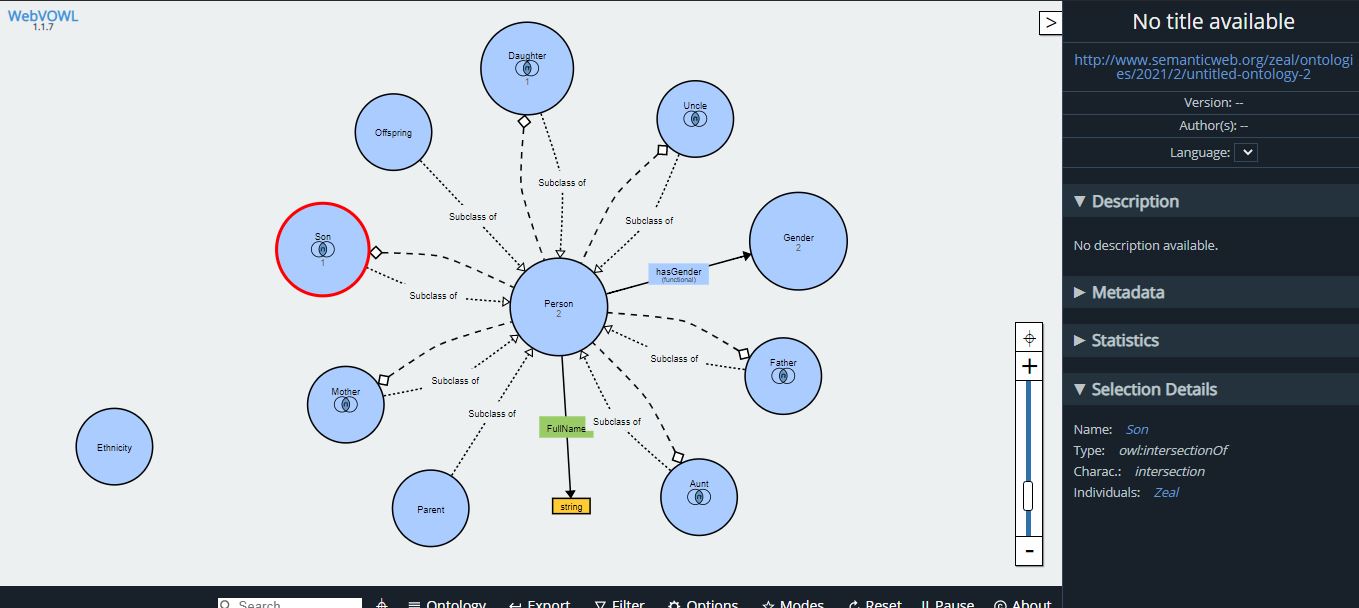 WebVOWL
1.1.7
>
Daughter
1
Uncle
Offspring
Subclass of
Subclass of
Subclass of
Son
1
Gender
2
hasGender
(functional)
Subclass of
Person
2
Subclass of
Father
Subclass of
Mother
Subclass of
Subclass of
FullName
Ethnicity
Aunt
Parent
string
+
-
Search
Ontology
Export
Filter
Options
Modes
Reset
Pause
About
No title available
http://www.semanticweb.org/zeal/ontologi
es/2021/2/untitled-ontology-2
Version: --
Author(s): --
Language:
Description
No description available.
Metadata
Statistics
Selection Details
Name: Son
Type: owl:intersectionOf
Charac.: intersection
Individuals: Zeal